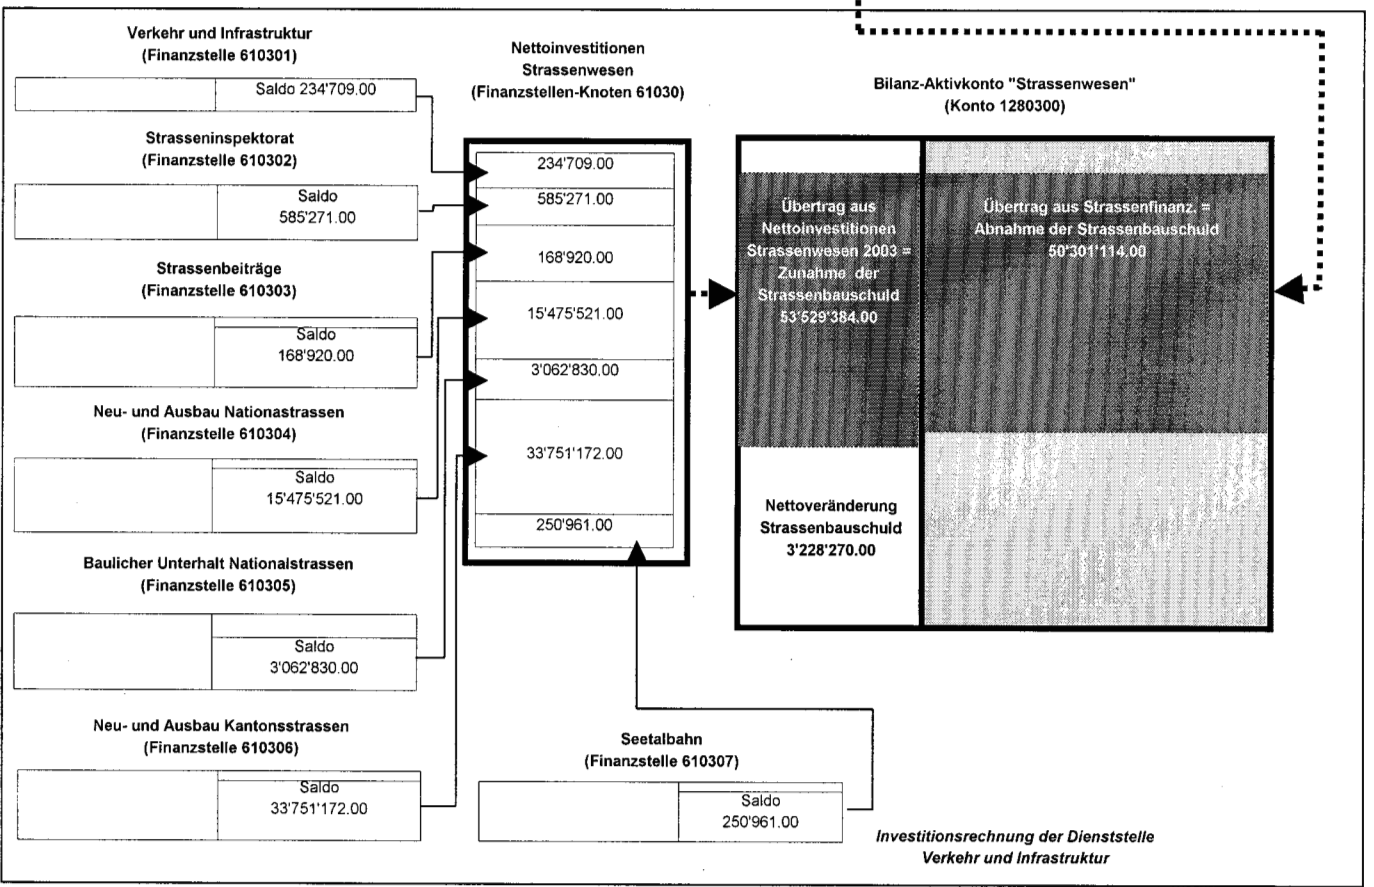 Verkehr und Infrastruktur
(Finanzstelle 610301)
Saldo 234'709.00
Strasseninspektorat
(Finanzstelle 610302)
Saldo
585'271.00
Strassenbeiträge
(Finanzstelle 610303)
Saldo
168'920.00
Neu- und Ausbau Nationastrassen
(Finanzstelle 610304)
Saldo
15'475'521.00
Baulicher Unterhalt Nationalstrassen
(Finanzstelle 610305)
Saldo
3'062'830.00
Neu- und Ausbau Kantonsstrassen
(Finanzstelle 610306)
Saldo
33'751'172.00
Nettoinvestitionen
Strassenwesen
(Finanzstellen-Knoten 61030)
234'709.00
585'271.00
168'920.00
15'475'521.00
3'062'830.00
33'751'172.00
250'961.00
Seetalbahn
(Finanzstelle 610307)
Saldo
250'961.00
Bilanz-Aktivkonto "Strassenwesen"
(Konto 1280300)
Übertrag aus
Nettoinvestitionen
Strassenwesen 2003 =
Zunahme der
Strassenbauschuld
53'529'384.00
Nettoveränderung
Strassenbauschuld
3'228'270.00
Übertrag aus Strassenfinanz. =
Abnahme der Strassenbauschuld
50'301'114.00
Investitionsrechnung der Dienststelle
Verkehr und Infrastruktur